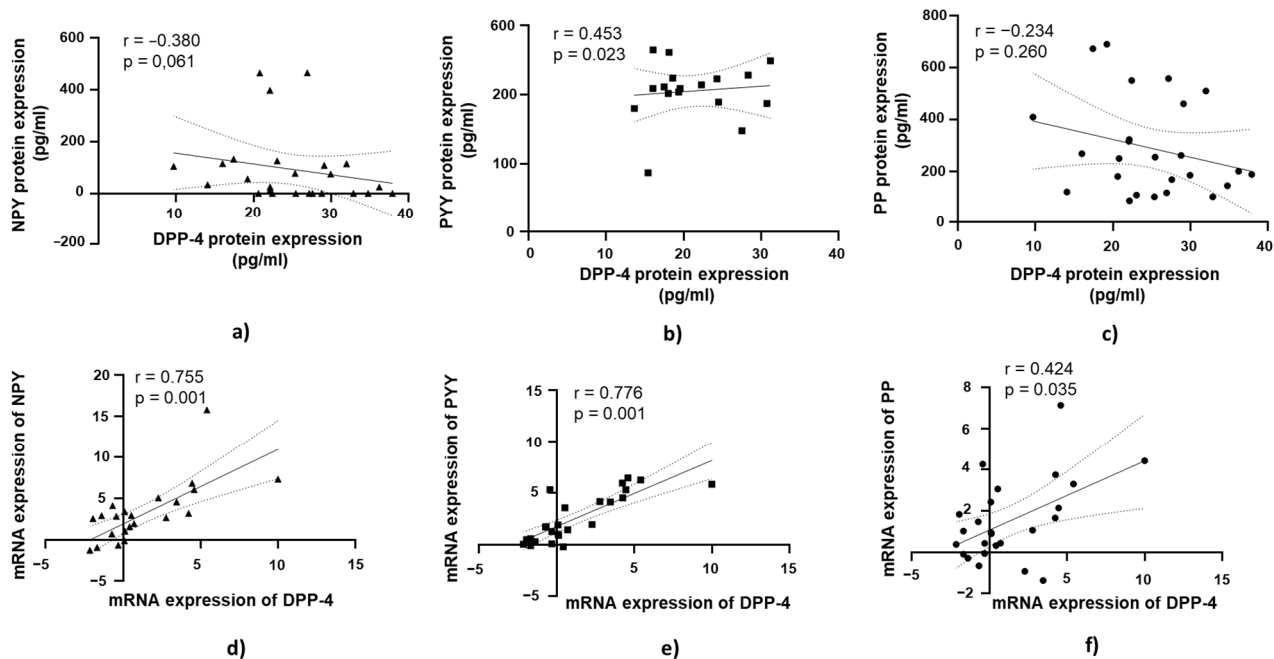 r = –0.380
p = 0,061
NPY protein expression
(pg/ml)
600
400
200
0
–200
10
20
30
40
DPP-4 protein expression
(pg/ml)
a)
r = 0.453
p = 0.023
PYY protein expression
(pg/ml)
600
200
100
0
0
10
20
30
40
DPP-4 protein expression
(pg/ml)
b)
r = –0.234
p = 0.260
PP protein expression
(pg/ml)
800
600
400
200
0
0
10
20
30
40
DPP-4 protein expression
(pg/ml)
c)
r = 0.755
p = 0.001
mRNA expression of NPY
20
15
10
5
–5
–5
5
10
15
mRNA expression of DPP-4
d)
r = 0.776
p = 0.001
mRNA expression of PYY
15
10
5
–5
–5
5
10
15
mRNA expression of DPP-4
e)
r = 0.424
p = 0.035
mRNA expression of PP
8
6
4
2
–2
–5
5
10
15
mRNA expression of DPP-4
f)